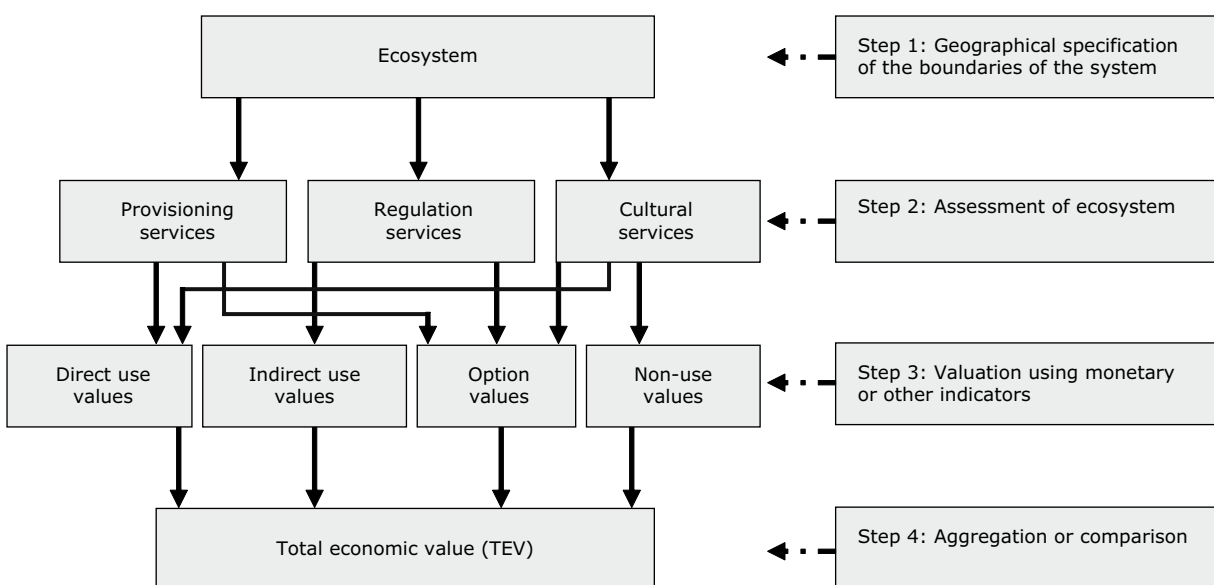 Ecosystem
Step 1: Geographical specification
of the boundaries of the system
Provisioning
services
Regulation
services
Cultural
services
Step 2: Assessment of ecosystem
Direct use
values
Indirect use
values
Option
values
Non-use
values
Step 3: Valuation using monetary
or other indicators
Total economic value (TEV)
Step 4: Aggregation or comparison